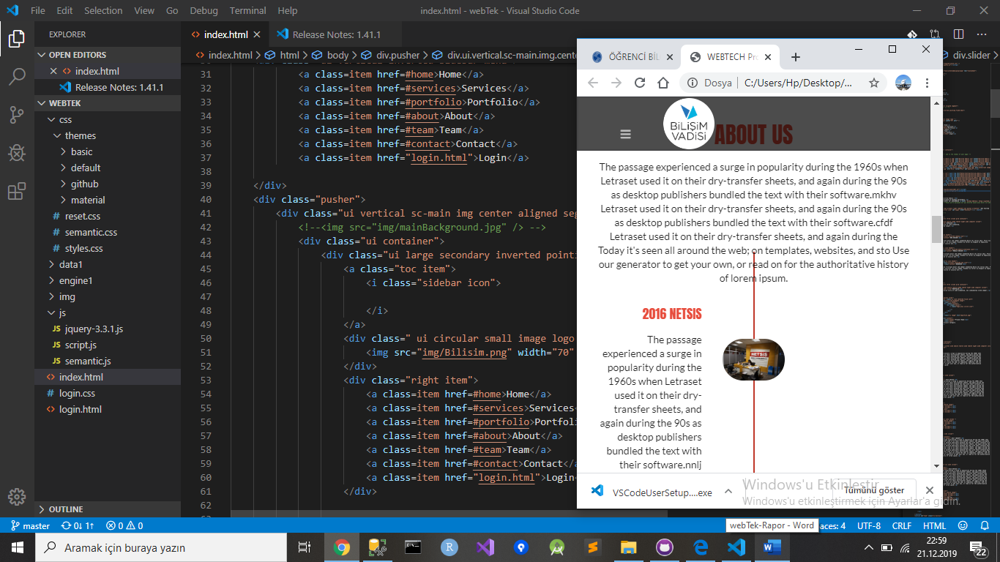 File Edit Selection View Go Debug Terminal Help
index.html - webTek - Visual Studio Code
EXPLORER
OPEN EDITORS
index.html
Release Notes: 1.41.1
WEBTEK
css
themes
basic
default
github
material
reset.css
semantic.css
styles.css
data1
engine1
img
js
jquery-3.3.1.js
script.js
semantic.js
index.html
login.css
login.html
OUTLINE
index.html
Release Notes: 1.41.1
index.html > html > body > div.pusher > div.ui.vertical.sc-main.img.cente
div.slider
31 <a class=item href=#home>Home</a>
32 <a class=item href=#services>Services</a>
33 <a class=item href=#portfolio>Portfolio</a>
34 <a class=item href=#about>About</a>
35 <a class=item href=#team>Team</a>
36 <a class=item href=#contact>Contact</a>
37 <a class=item href="login.html">Login</a>
38
39 </div>
40 <div class="pusher">
41 <div class="ui vertical sc-main img center aligned seg
42 <!--<img src="img/mainBackground.jpg" /> -->
43 <div class="ui container">
44 <div class="ui large secondary inverted pointi
45 <a class="toc item">
46 <i class="sidebar icon">
47
48 </i>
49 </a>
50 <div class=" ui circular small image logo
51 <img src="img/Bilisim.png" width="70"
52 </div>
53 <div class="right item">
54 <a class=item href=#home>Home</a>
55 <a class=item href=#services>Services<
56 <a class=item href=#portfolio>Portfoli
57 <a class=item href=#about>About</a>
58 <a class=item href=#team>Team</a>
59 <a class=item href=#contact>Contact</a
60 <a class=item href="login.html">Login<
61 </div>
62
ÖĞRENCİ BİL
WEBTECH Pro
Dosya
C:/Users/Hp/Desktop/...
BİLİŞİM
VADİSİ
ABOUT US
The passage experienced a surge in popularity during the 1960s when
Letraset used it on their dry-transfer sheets, and again during the 90s
as desktop publishers bundled the text with their software.mkhv
Letraset used it on their dry-transfer sheets, and again during the 90s
as desktop publishers bundled the text with their software.cfdf
Letraset used it on their dry-transfer sheets, and again during the
Today it's seen all around the web; on templates, websites, and sto Use
our generator to get your own, or read on for the authoritative history
of lorem ipsum.
2016 NETSIS
The passage
experienced a surge in
popularity during the
1960s when Letraset
used it on their dry-
transfer sheets, and
again during the 90s as
desktop publishers
bundled the text with
their software.nnlj
NETSIS
VSCodeUserSetup....exe
Tümünü göster
Windows'u Etkinleştir
Windows'u etkinleştirmek için Ayarlar'a gidin.
master 0↓ 1↑ 0 0
webTek-Rapor - Word
aces: 4 UTF-8 CRLF HTML
Aramak için buraya yazın
22:59
21.12.2019
22